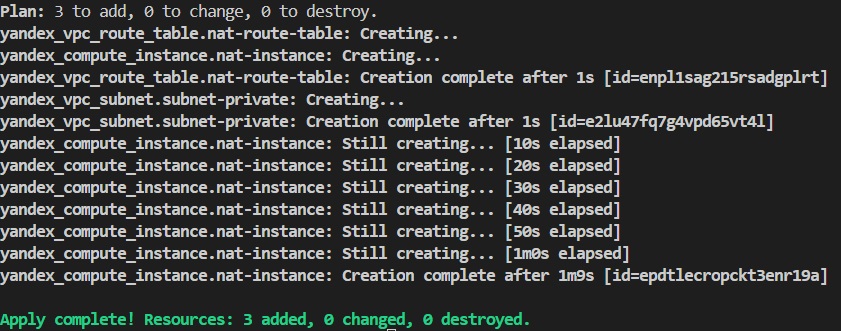 Plan: 3 to add, 0 to change, 0 to destroy.
yandex_vpc_route_table.nat-route-table: Creating...
yandex_compute_instance.nat-instance: Creating...
yandex_vpc_route_table.nat-route-table: Creation complete after 1s [id=enpl1sag215rsadgplrt]
yandex_vpc_subnet.subnet-private: Creating...
yandex_vpc_subnet.subnet-private: Creation complete after 1s [id=e2lu47fq7g4vpd65vt4l]
yandex_compute_instance.nat-instance: Still creating... [10s elapsed]
yandex_compute_instance.nat-instance: Still creating... [20s elapsed]
yandex_compute_instance.nat-instance: Still creating... [30s elapsed]
yandex_compute_instance.nat-instance: Still creating... [40s elapsed]
yandex_compute_instance.nat-instance: Still creating... [50s elapsed]
yandex_compute_instance.nat-instance: Still creating... [1m0s elapsed]
yandex_compute_instance.nat-instance: Creation complete after 1m9s [id=epdtlecropckt3enr19a]
Apply complete! Resources: 3 added, 0 changed, 0 destroyed.